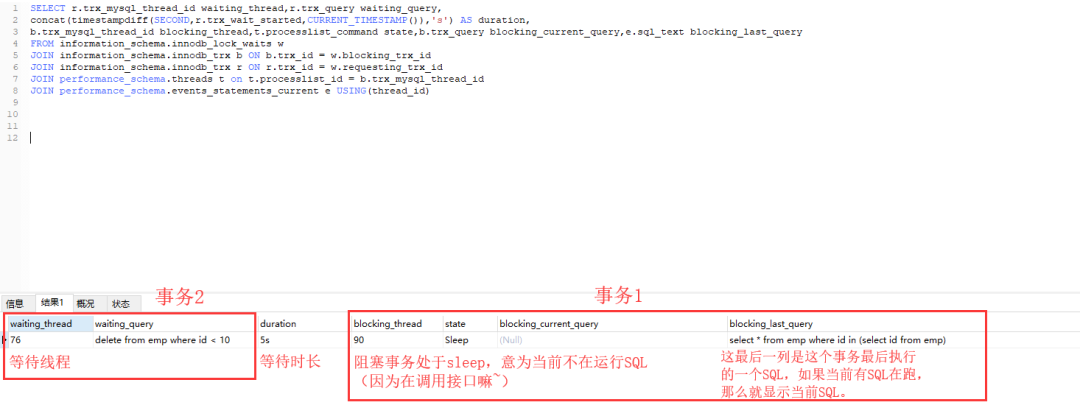 1 SELECT r.trx_mysql_thread_id waiting_thread,r.trx_query waiting_query,
2 concat(timestampdiff(SECOND,r.trx_wait_started,CURRENT_TIMESTAMP()),'s') AS duration,
3 b.trx_mysql_thread_id blocking_thread,t.processlist_command state,b.trx_query blocking_current_query,e.sql_text blocking_last_query
4 FROM information_schema.innodb_lock_waits w
5 JOIN information_schema.innodb_trx b ON b.trx_id = w.blocking_trx_id
6 JOIN information_schema.innodb_trx r ON r.trx_id = w.requesting_trx_id
7 JOIN performance_schema.threads t on t.processlist_id = b.trx_mysql_thread_id
8 JOIN performance_schema.events_statements_current e USING(thread_id)
9
10
11
12
信息 结果1 概况 状态
事务2 事务1
waiting_thread waiting_query duration blocking_thread state blocking_current_query blocking_last_query
76 delete from emp where id < 10 5s 90 Sleep (Null) select * from emp where id in (select id from emp)
等待线程
等待时长
阻塞事务处于sleep，意为当前不在运行SQL
（因为在调用接口嘛~）
这最后一列是这个事务最后执行
的一个SQL，如果当前有SQL在跑，
那么就显示当前SQL。